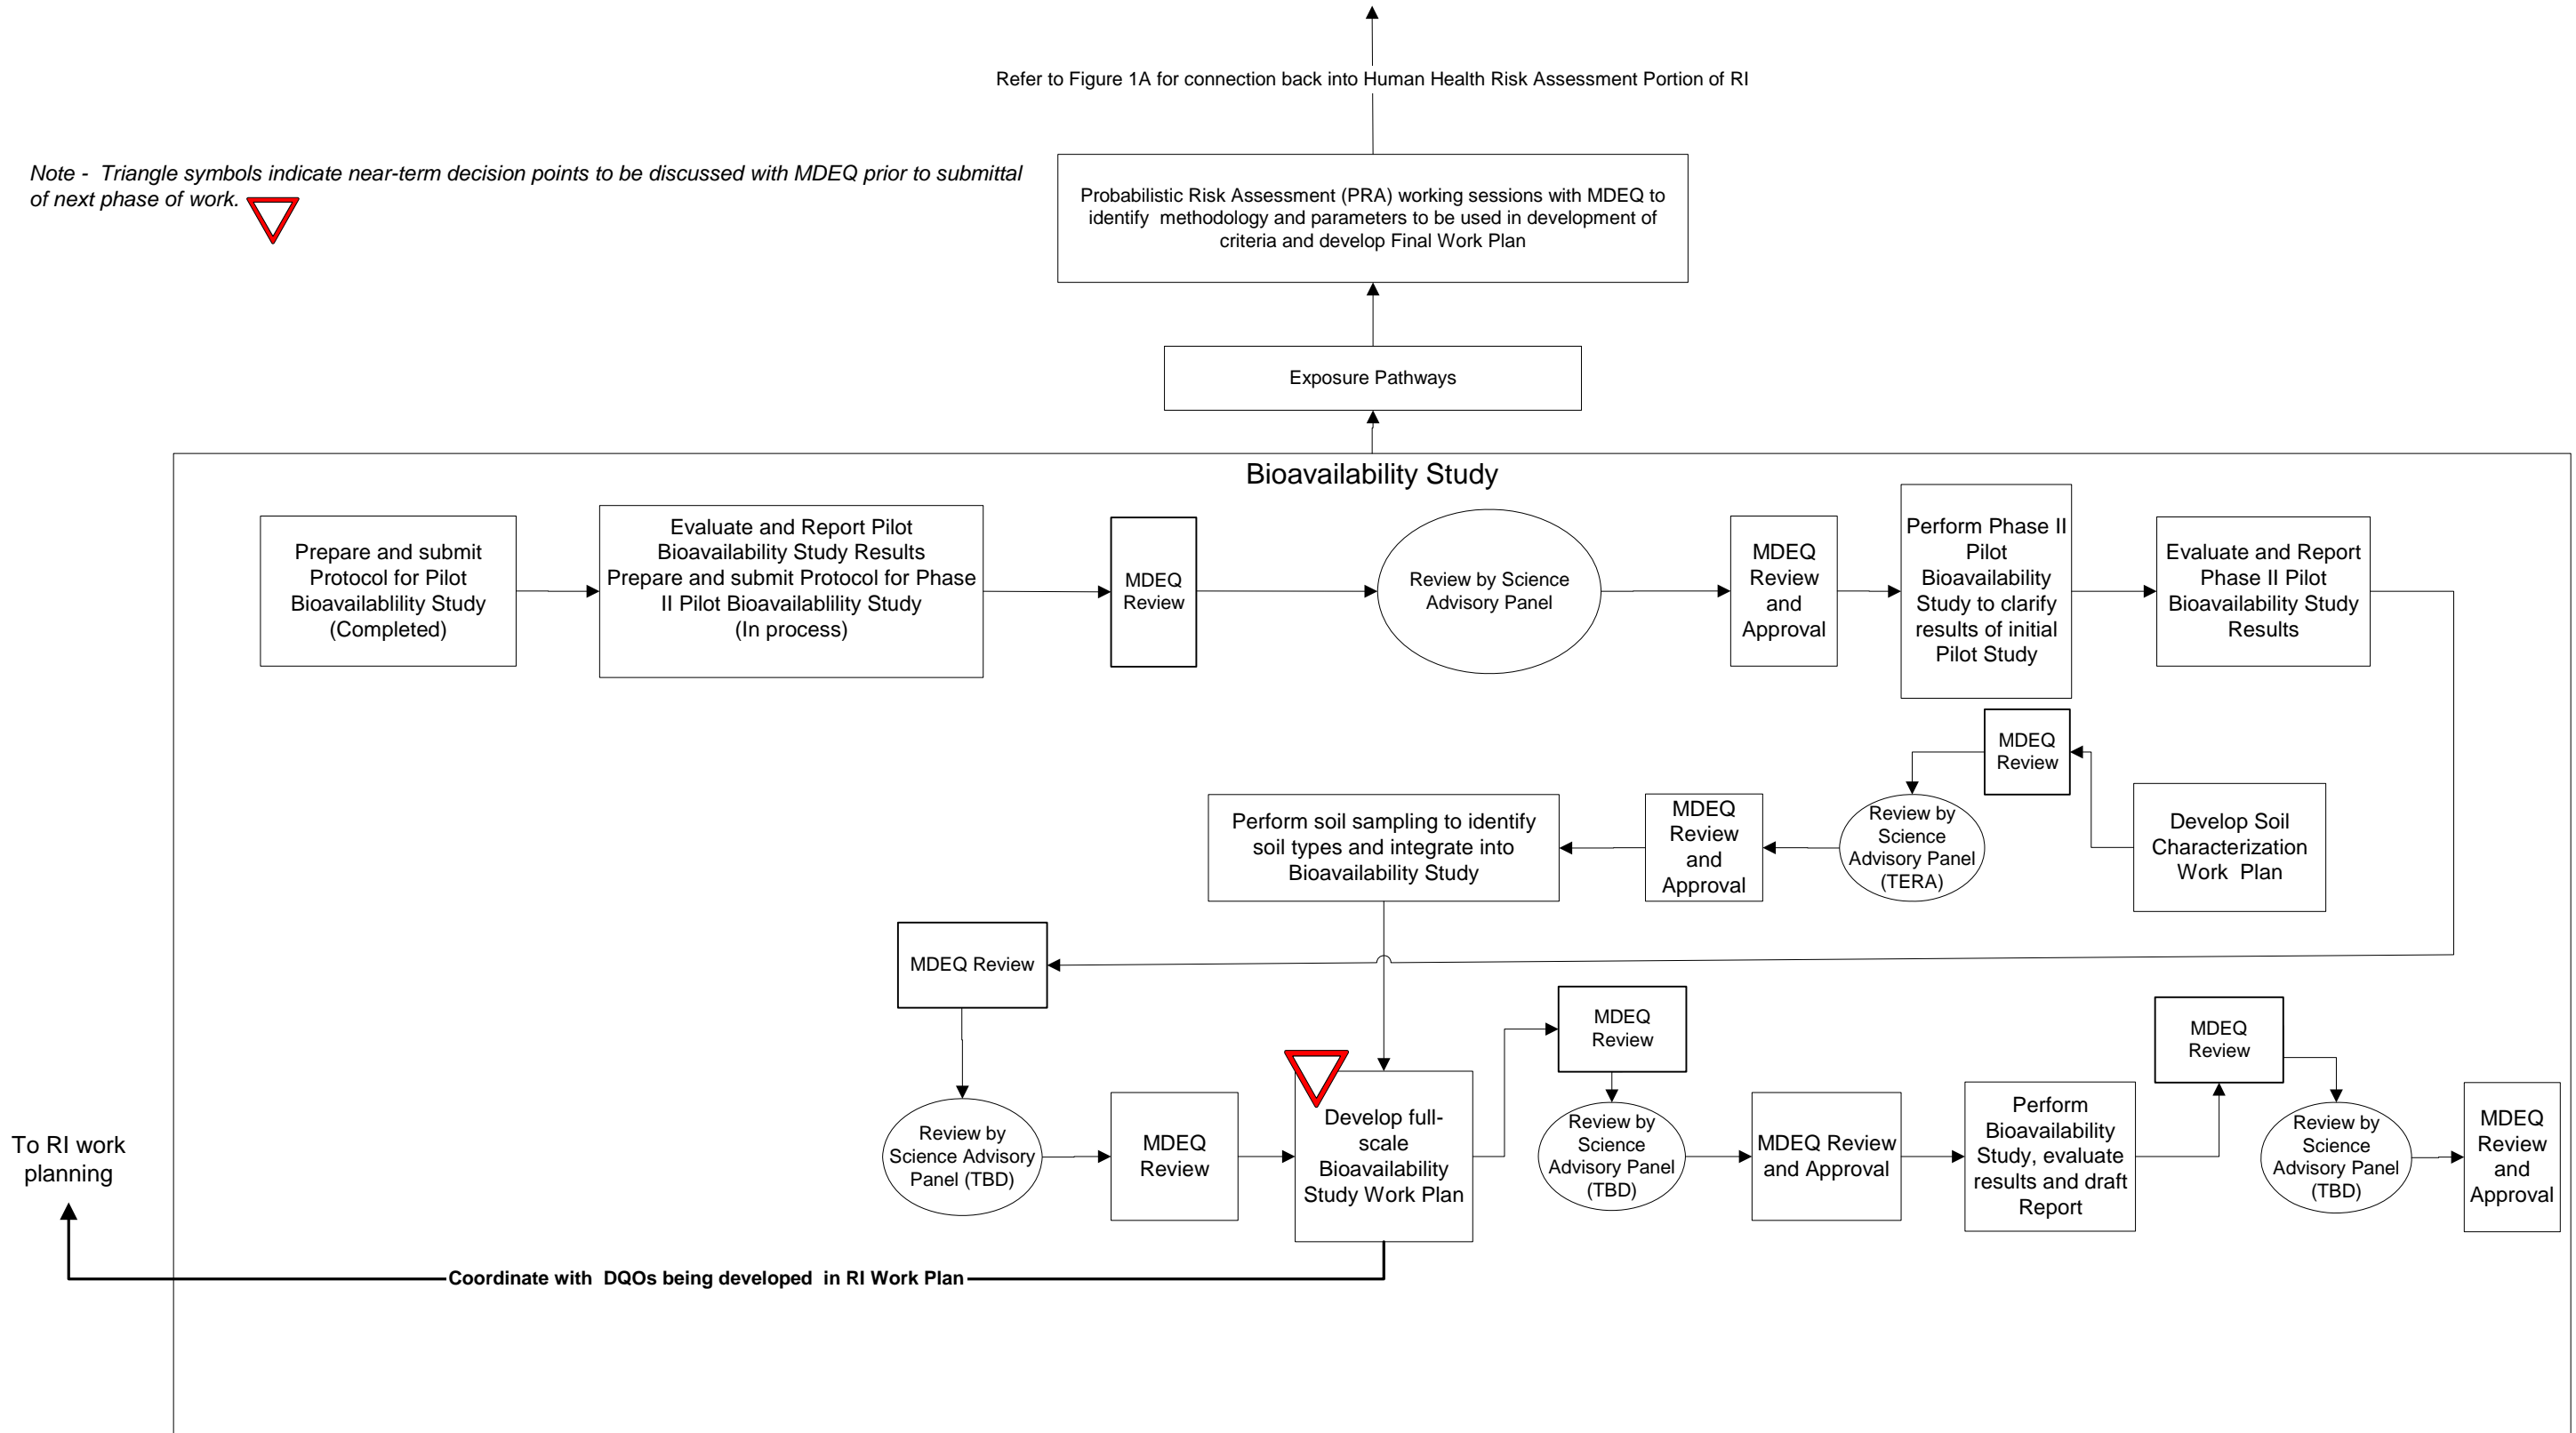 Refer to Figure 1A for connection back into Human Health Risk Assessment Portion of RI
Note - Triangle symbols indicate near-term decision points to be discussed with MDEQ prior to submittal
of next phase of work.
Probabilistic Risk Assessment (PRA) working sessions with MDEQ to
identify methodology and parameters to be used in development of
criteria and develop Final Work Plan
Exposure Pathways
Bioavailability Study
Prepare and submit
Protocol for Pilot
Bioavailablility Study
(Completed)
Evaluate and Report Pilot
Bioavailability Study Results
Prepare and submit Protocol for Phase
II Pilot Bioavailablility Study
(In process)
MDEQ
Review
Review by Science
Advisory Panel
MDEQ
Review
and
Approval
Perform Phase II
Pilot
Bioavailability
Study to clarify
results of initial
Pilot Study
Evaluate and Report
Phase II Pilot
Bioavailability Study
Results
MDEQ
Review
Develop Soil
Characterization
Work Plan
Review by
Science
Advisory Panel
(TERA)
MDEQ
Review
and
Approval
Perform soil sampling to identify
soil types and integrate into
Bioavailability Study
MDEQ Review
Review by
Science Advisory
Panel (TBD)
MDEQ
Review
Develop full-
scale
Bioavailability
Study Work Plan
MDEQ
Review
Review by
Science
Advisory Panel
(TBD)
MDEQ Review
and Approval
Perform
Bioavailability
Study, evaluate
results and draft
Report
MDEQ
Review
Review by
Science
Advisory Panel
(TBD)
MDEQ
Review
and
Approval
To RI work
planning
Coordinate with DQOs being developed in RI Work Plan